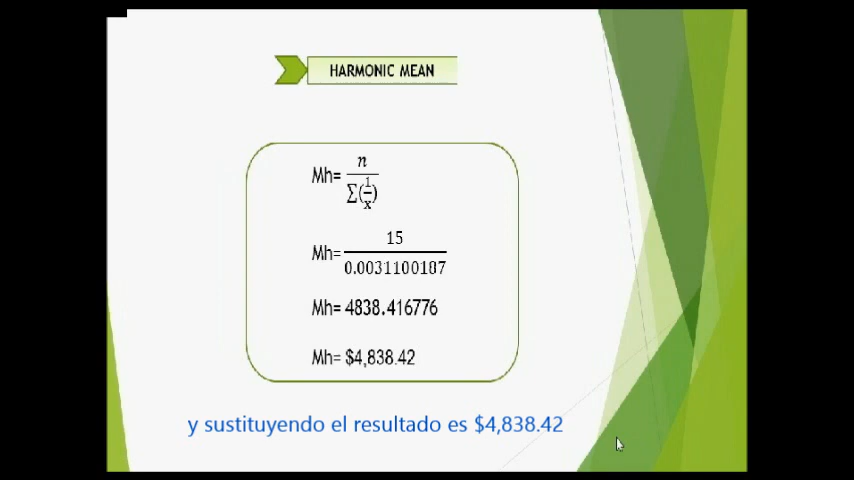 HARMONIC MEAN
Mh= n / ∑(1/x)
Mh= 15 / 0.0031100187
Mh= 4838.416776
Mh= $4,838.42
y sustituyendo el resultado es $4,838.42